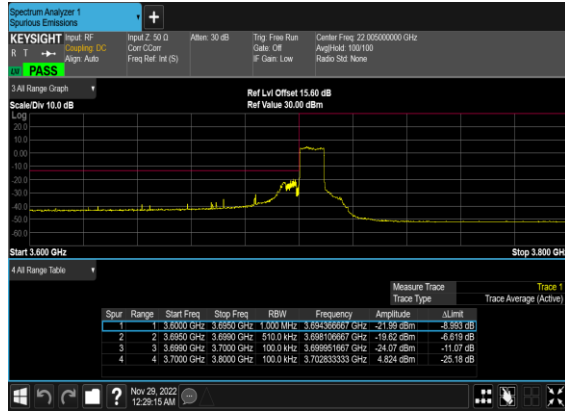 Spectrum Analyzer 1
Spurious Emissions
KEYSIGHT Input: RF Input Z: 50 Ω Atten: 30 dB Trig: Free Run Center Freq: 22.005000000 GHz
R T Coupling: DC Corr CCorr Gate: Off Avg|Hold: 100/100
Align: Auto Freq Ref: Int (S) IF Gain: Low Radio Std: None
PASS
3 All Range Graph
Ref Lvl Offset 15.60 dB
Scale/Div 10.0 dB Ref Value 30.00 dBm
Log
20.0
10.0
0.00
-10.0
-20.0
-30.0
-40.0
-50.0
-60.0
Start 3.600 GHz Stop 3.800 GHz
4 All Range Table
Measure Trace Trace 1
Trace Type Trace Average (Active)
Spur Range Start Freq Stop Freq RBW Frequency Amplitude ΔLimit
1 1 3.6000 GHz 3.6950 GHz 1.000 MHz 3.694366667 GHz -21.99 dBm -8.993 dB
2 2 3.6950 GHz 3.6990 GHz 510.0 kHz 3.698106667 GHz -19.62 dBm -6.619 dB
3 3 3.6990 GHz 3.7000 GHz 100.0 kHz 3.699951667 GHz -24.07 dBm -11.07 dB
4 4 3.7000 GHz 3.8000 GHz 100.0 kHz 3.702833333 GHz 4.824 dBm -25.18 dB
? Nov 29, 2022
12:29:15 AM